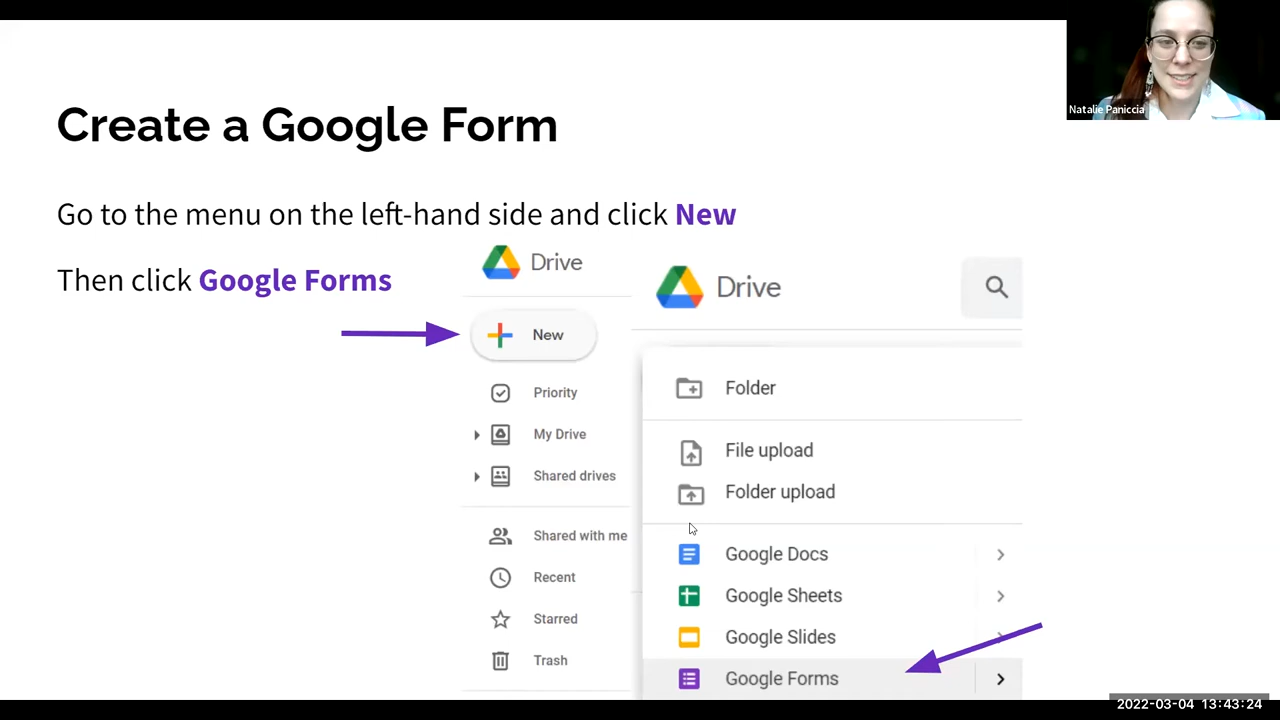 Natalie Paniccia
Create a Google Form
Go to the menu on the left-hand side and click New
Then click Google Forms
Drive
New
Priority
My Drive
Shared drives
Shared with me
Recent
Starred
Trash
Drive
Folder
File upload
Folder upload
Google Docs
Google Sheets
Google Slides
Google Forms
2022-03-04 13:43:24